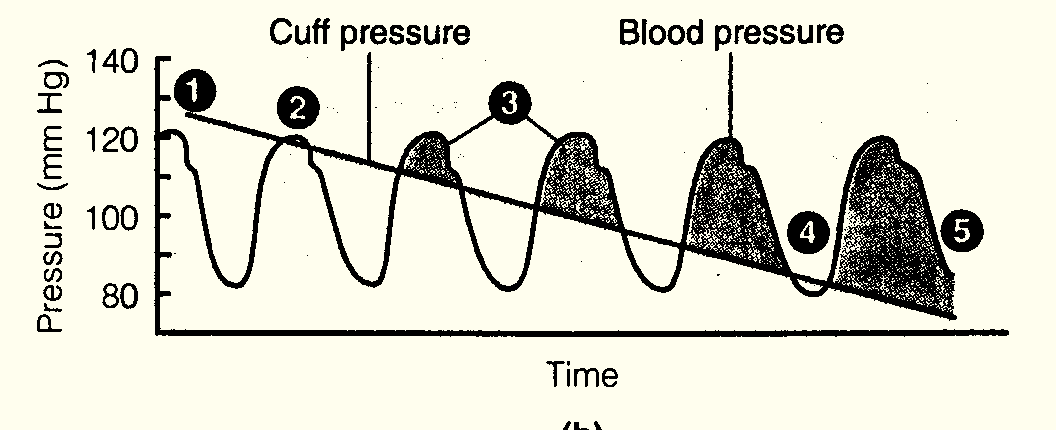 Cuff pressure
Blood pressure
Pressure (mm Hg)
140
120
100
80
1
2
3
4
5
Time
(b)